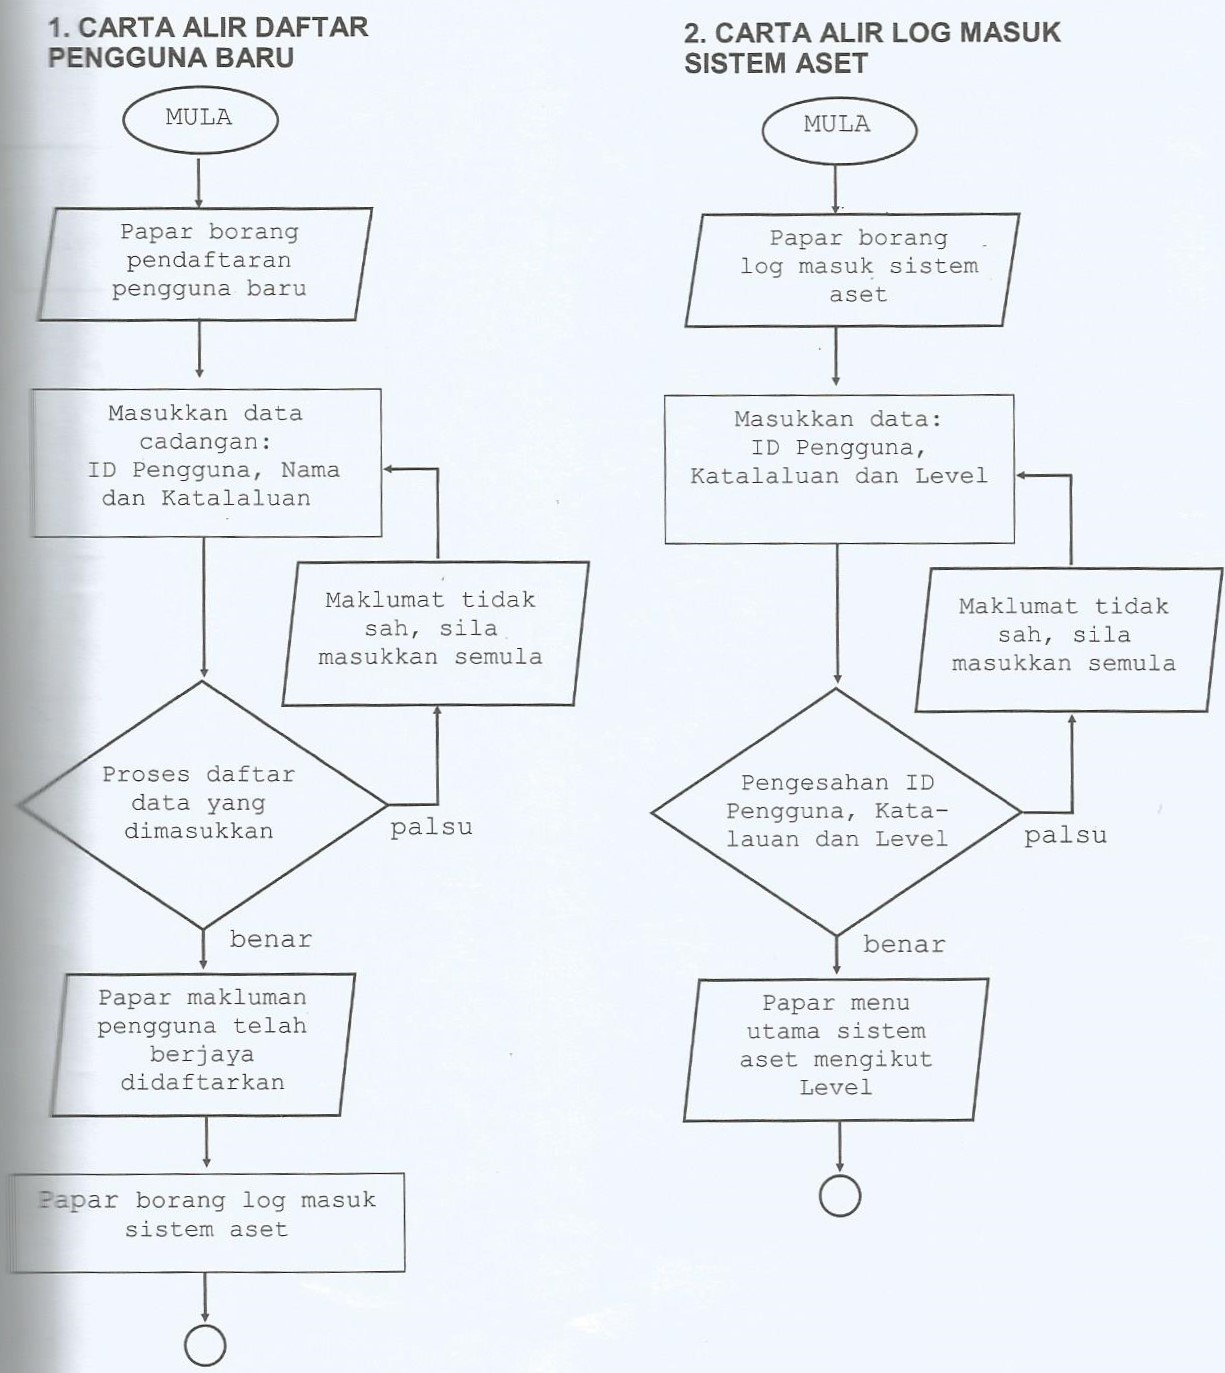 1. CARTA ALIR DAFTAR
PENGGUNA BARU
MULA
Papar borang
pendaftaran
pengguna baru
Masukkan data
cadangan:
ID Pengguna, Nama
dan Katalaluan
Maklumat tidak
sah, sila
masukkan semula
Proses daftar
data yang
dimasukkan
palsu
benar
Papar makluman
pengguna telah
berjaya
didaftarkan
Papar borang log masuk
sistem aset
2. CARTA ALIR LOG MASUK
SISTEM ASET
MULA
Papar borang
log masuk sistem
aset
Masukkan data:
ID Pengguna,
Katalaluan dan Level
Maklumat tidak
sah, sila
masukkan semula
Pengesahan ID
Pengguna, Kata-
lauan dan Level
palsu
benar
Papar menu
utama sistem
aset mengikut
Level